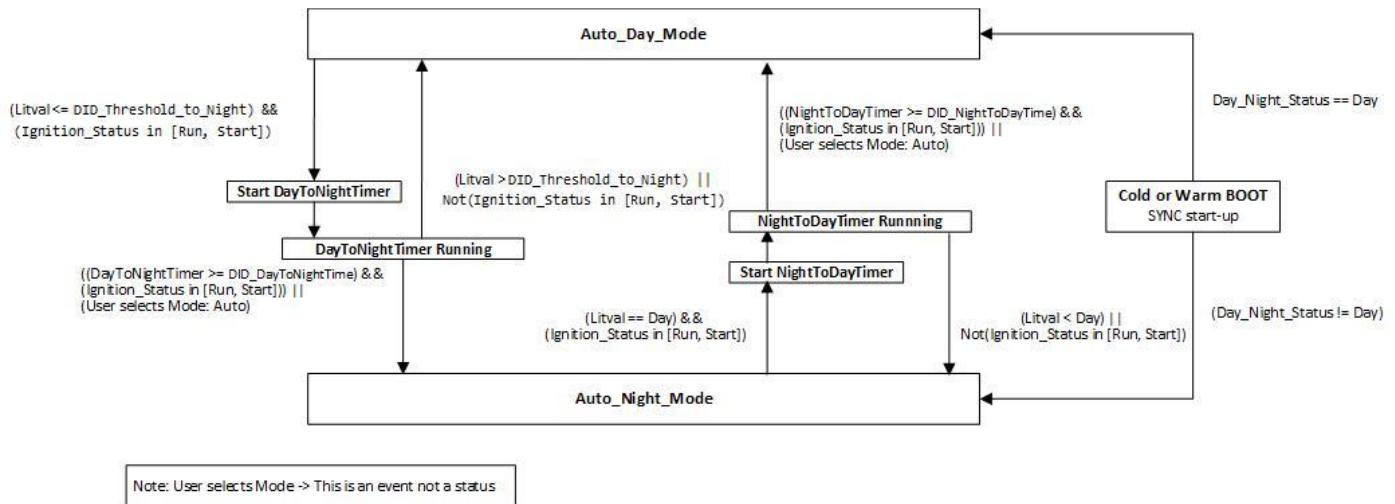 Auto_Day_Mode
(Litval<= DID_Threshold_to_Night) &&
(Ignition_Status in [Run, Start])
((NightToDayTimer >= DID_NightToDayTime) &&
(Ignition_Status in [Run, Start])) ||
(User selects Mode: Auto)
Day_Night_Status == Day
(Litval >DID_Threshold_to_Night) ||
Not(Ignition_Status in [Run, Start])
Start DayToNightTimer
Cold or Warm BOOT
SYNC start-up
NightToDayTimer Runnning
DayToNightTimer Running
((DayToNightTimer >= DID_DayToNightTime) &&
(Ignition_Status in [Run, Start])) ||
(User selects Mode: Auto)
Start NightToDayTimer
(Litval == Day) &&
(Ignition_Status in [Run, Start])
(Litval < Day) ||
Not(Ignition_Status in [Run, Start])
(Day_Night_Status != Day)
Auto_Night_Mode
Note: User selects Mode -> This is an event not a status